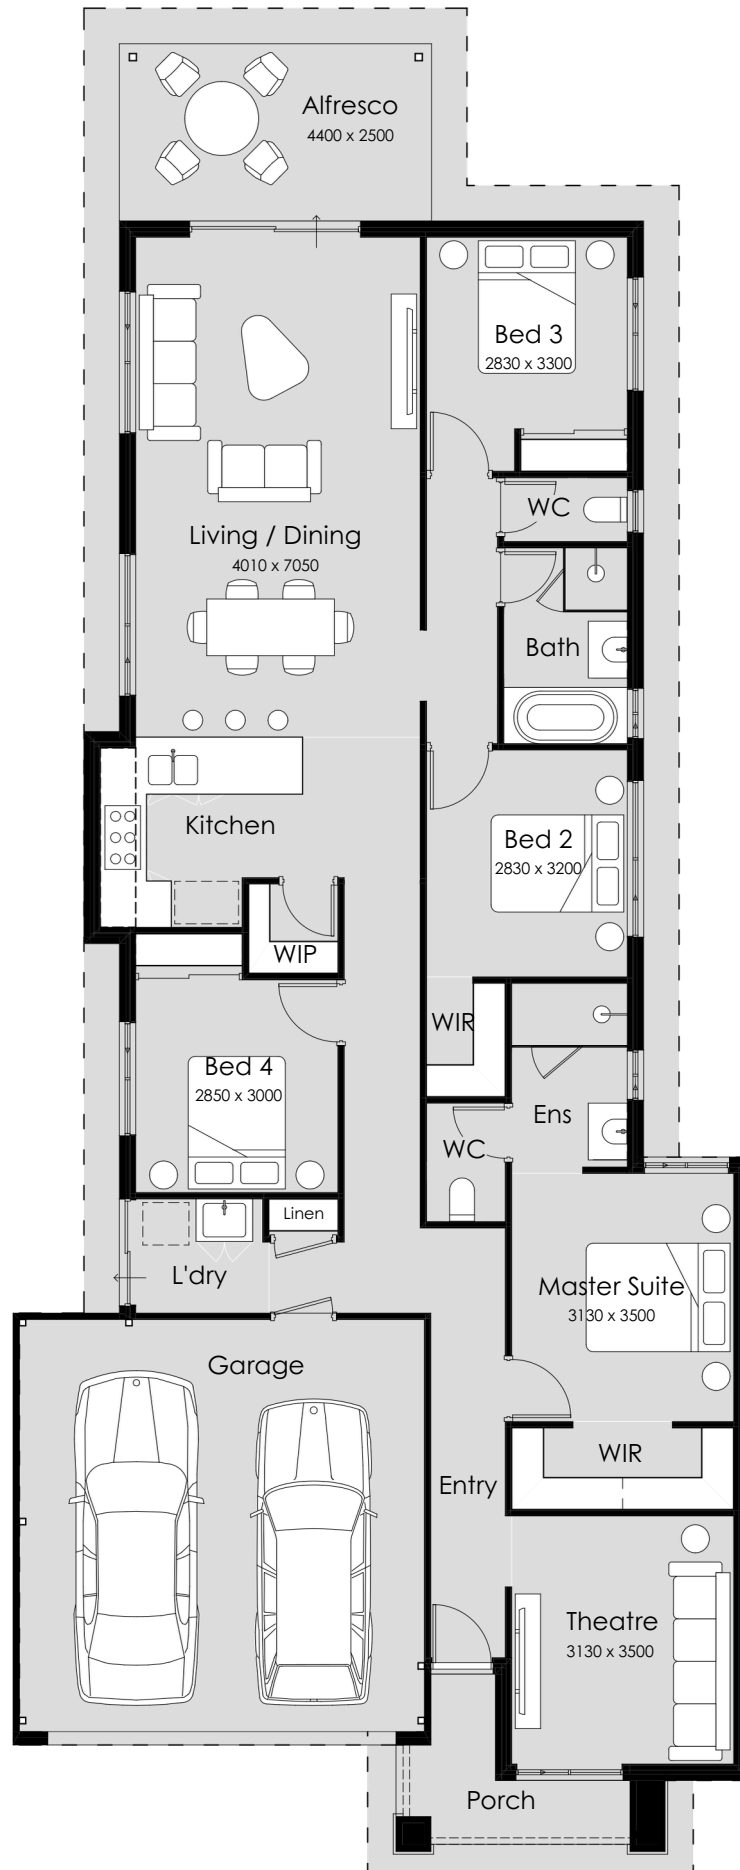 Alfresco
4400 x 2500
Bed 3
2830 x 3300
WC
Living / Dining
4010 x 7050
Bath
Kitchen
Bed 2
2830 x 3200
WIP
WIR
Bed 4
2850 x 3000
Ens
WC
Linen
L'dry
Master Suite
3130 x 3500
Garage
WIR
Entry
Theatre
3130 x 3500
Porch